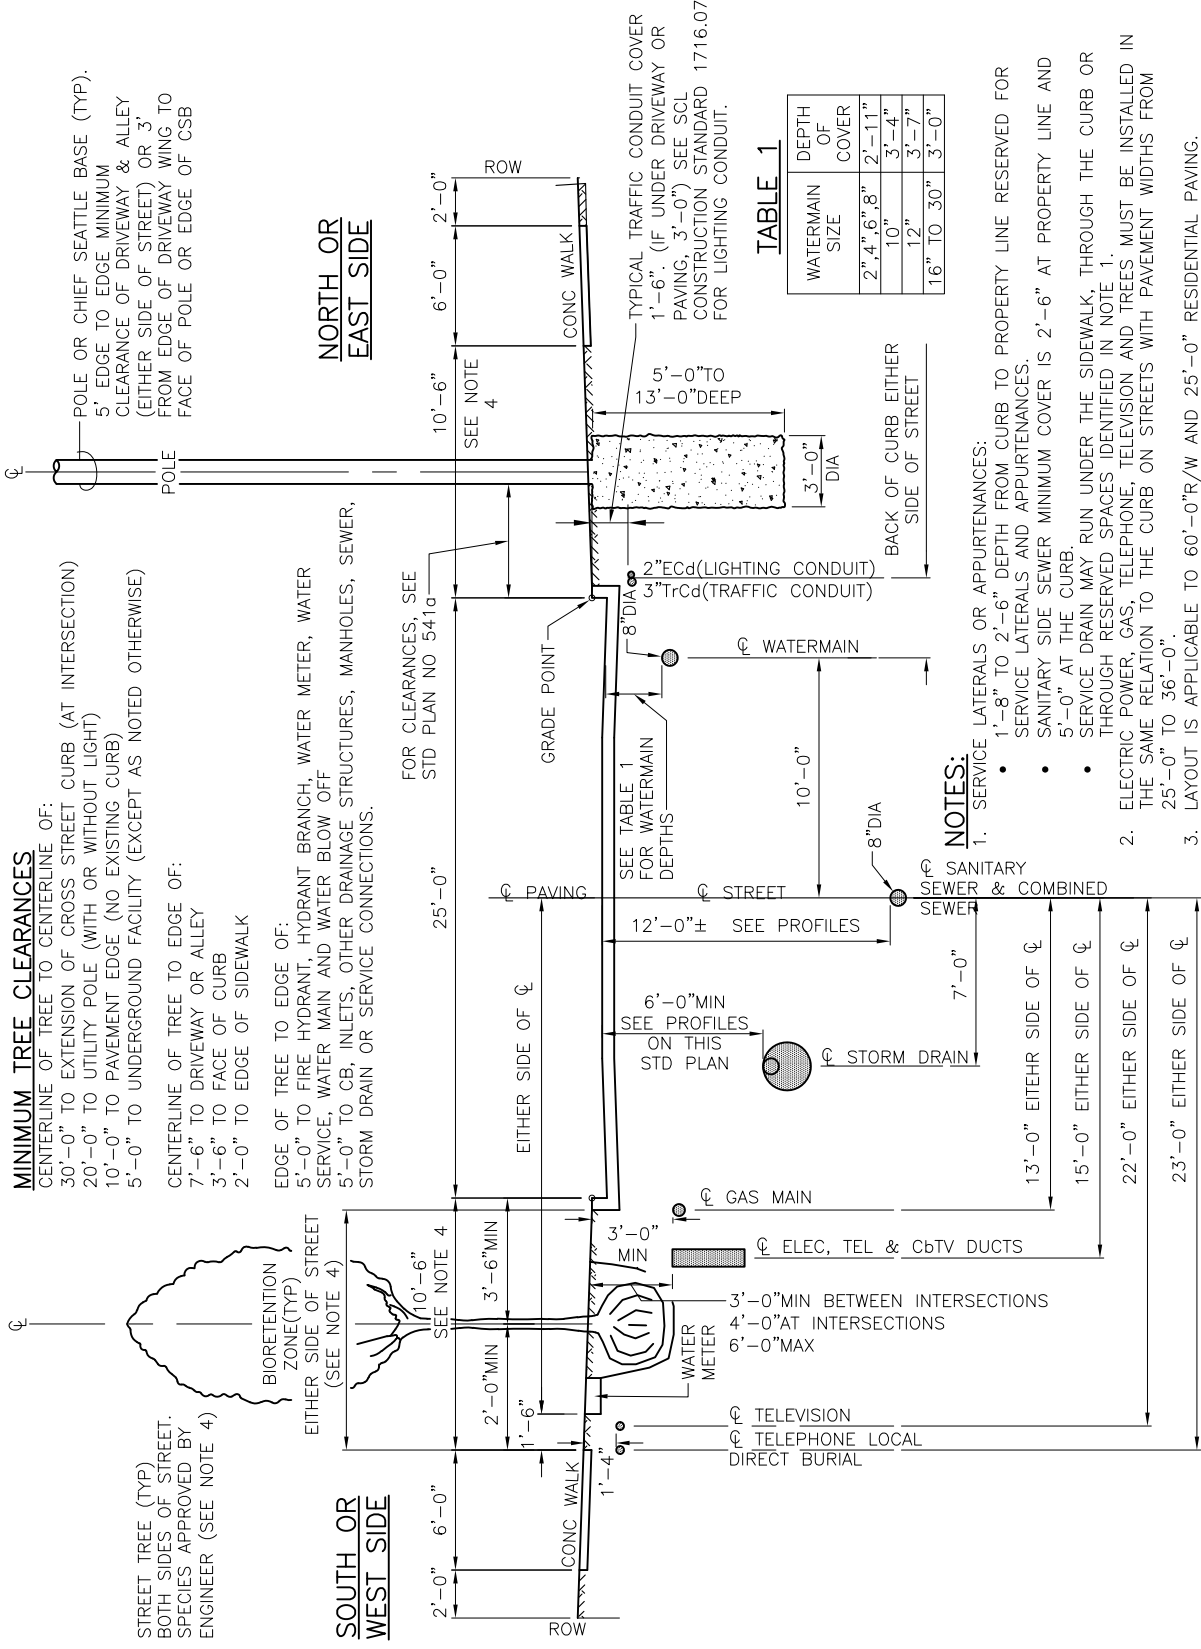 MINIMUM TREE CLEARANCES
CENTERLINE OF TREE TO CENTERLINE OF:
30'-0" TO EXTENSION OF CROSS STREET CURB (AT INTERSECTION)
20'-0" TO UTILITY POLE (WITH OR WITHOUT LIGHT)
10'-0" TO PAVEMENT EDGE (NO EXISTING CURB)
5'-0" TO UNDERGROUND FACILITY (EXCEPT AS NOTED OTHERWISE)
CENTERLINE OF TREE TO EDGE OF:
7'-6" TO DRIVEWAY OR ALLEY
3'-6" TO FACE OF CURB
2'-0" TO EDGE OF SIDEWALK
EDGE OF TREE TO EDGE OF:
5'-0" TO FIRE HYDRANT, HYDRANT BRANCH, WATER METER, WATER
SERVICE, WATER MAIN AND WATER BLOW OFF
5'-0" TO CB, INLETS, OTHER DRAINAGE STRUCTURES, MANHOLES, SEWER,
STORM DRAIN OR SERVICE CONNECTIONS.
POLE OR CHIEF SEATTLE BASE (TYP).
5' EDGE TO EDGE MINIMUM
CLEARANCE OF DRIVEWAY & ALLEY
(EITHER SIDE OF STREET) OR 3'
FROM EDGE OF DRIVEWAY WING TO
FACE OF POLE OR EDGE OF CSB
℄
POLE
STREET TREE (TYP)
BOTH SIDES OF STREET.
SPECIES APPROVED BY
ENGINEER (SEE NOTE 4)
℄
BIORETENTION
ZONE(TYP)
EITHER SIDE OF STREET
(SEE NOTE 4)
SOUTH OR
WEST SIDE
NORTH OR
EAST SIDE
FOR CLEARANCES, SEE
STD PLAN NO 541a
2'-0"
6'-0"
10'-6"
SEE NOTE 4
25'-0"
10'-6"
SEE NOTE
4
6'-0"
2'-0"
2'-0"MIN
3'-6"MIN
1'-6"
EITHER SIDE OF ℄
GRADE POINT
ROW
CONC WALK
CONC WALK
ROW
1'-4"
WATER
METER
3'-0"
MIN
℄ PAVING
℄ STREET
SEE TABLE 1
FOR WATERMAIN
DEPTHS
8"DIA
2"ECd(LIGHTING CONDUIT)
3"TrCd(TRAFFIC CONDUIT)
5'-0"TO
13'-0"DEEP
3'-0"
DIA
TYPICAL TRAFFIC CONDUIT COVER
1'-6". (IF UNDER DRIVEWAY OR
PAVING, 3'-0") SEE SCL
CONSTRUCTION STANDARD 1716.07
FOR LIGHTING CONDUIT.
℄ TELEVISION
℄ TELEPHONE LOCAL
DIRECT BURIAL
3'-0"MIN BETWEEN INTERSECTIONS
4'-0"AT INTERSECTIONS
6'-0"MAX
℄ ELEC, TEL & CbTV DUCTS
℄ GAS MAIN
6'-0"MIN
SEE PROFILES
ON THIS
STD PLAN
℄ STORM DRAIN
12'-0"± SEE PROFILES
℄ WATERMAIN
10'-0"
BACK OF CURB EITHER
SIDE OF STREET
8"DIA
℄ SANITARY
SEWER & COMBINED
SEWER
7'-0"
13'-0" EITEHR SIDE OF ℄
15'-0" EITHER SIDE OF ℄
22'-0" EITHER SIDE OF ℄
23'-0" EITHER SIDE OF ℄
TABLE 1
WATERMAIN
SIZE
DEPTH
OF
COVER
2",4",6",8" 2'-11"
10" 3'-4"
12" 3'-7"
16" TO 30" 3'-0"
NOTES:
1. SERVICE LATERALS OR APPURTENANCES:
• 1'-8" TO 2'-6" DEPTH FROM CURB TO PROPERTY LINE RESERVED FOR
SERVICE LATERALS AND APPURTENANCES.
• SANITARY SIDE SEWER MINIMUM COVER IS 2'-6" AT PROPERTY LINE AND
5'-0" AT THE CURB.
• SERVICE DRAIN MAY RUN UNDER THE SIDEWALK, THROUGH THE CURB OR
THROUGH RESERVED SPACES IDENTIFIED IN NOTE 1.
2. ELECTRIC POWER, GAS, TELEPHONE, TELEVISION AND TREES MUST BE INSTALLED IN
THE SAME RELATION TO THE CURB ON STREETS WITH PAVEMENT WIDTHS FROM
25'-0" TO 36'-0".
3. LAYOUT IS APPLICABLE TO 60'-0"R/W AND 25'-0" RESIDENTIAL PAVING.